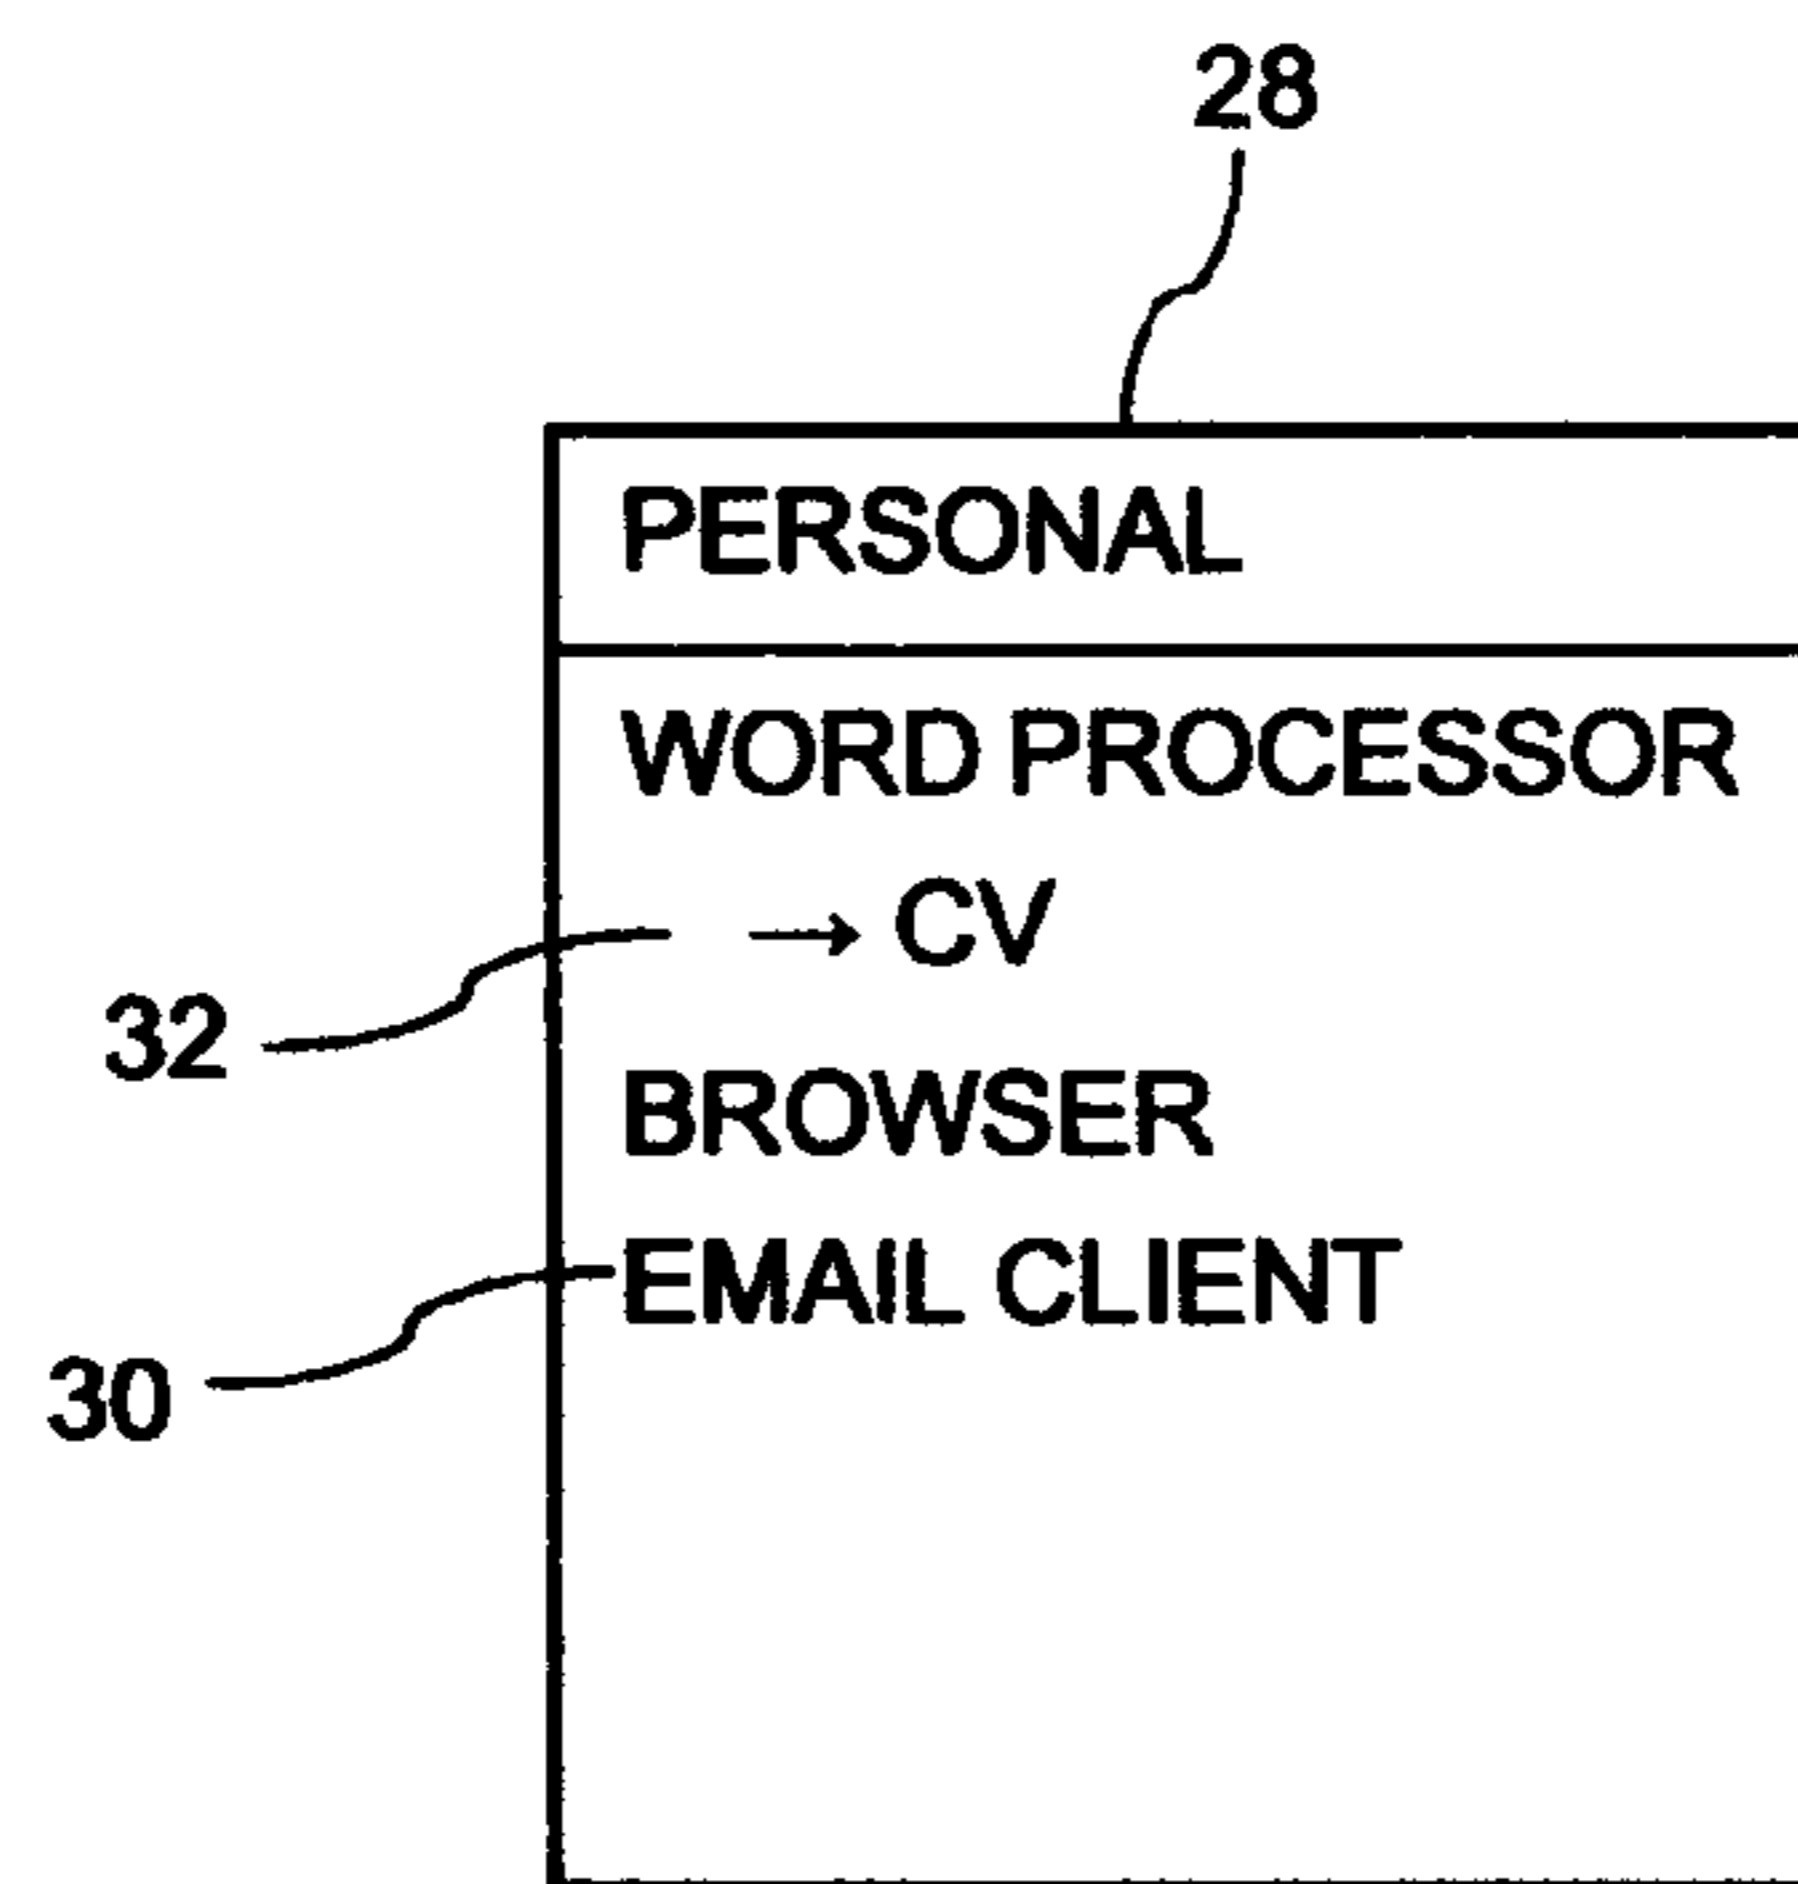 28
PERSONAL
WORD PROCESSOR
→ CV
32
BROWSER
EMAIL CLIENT
30